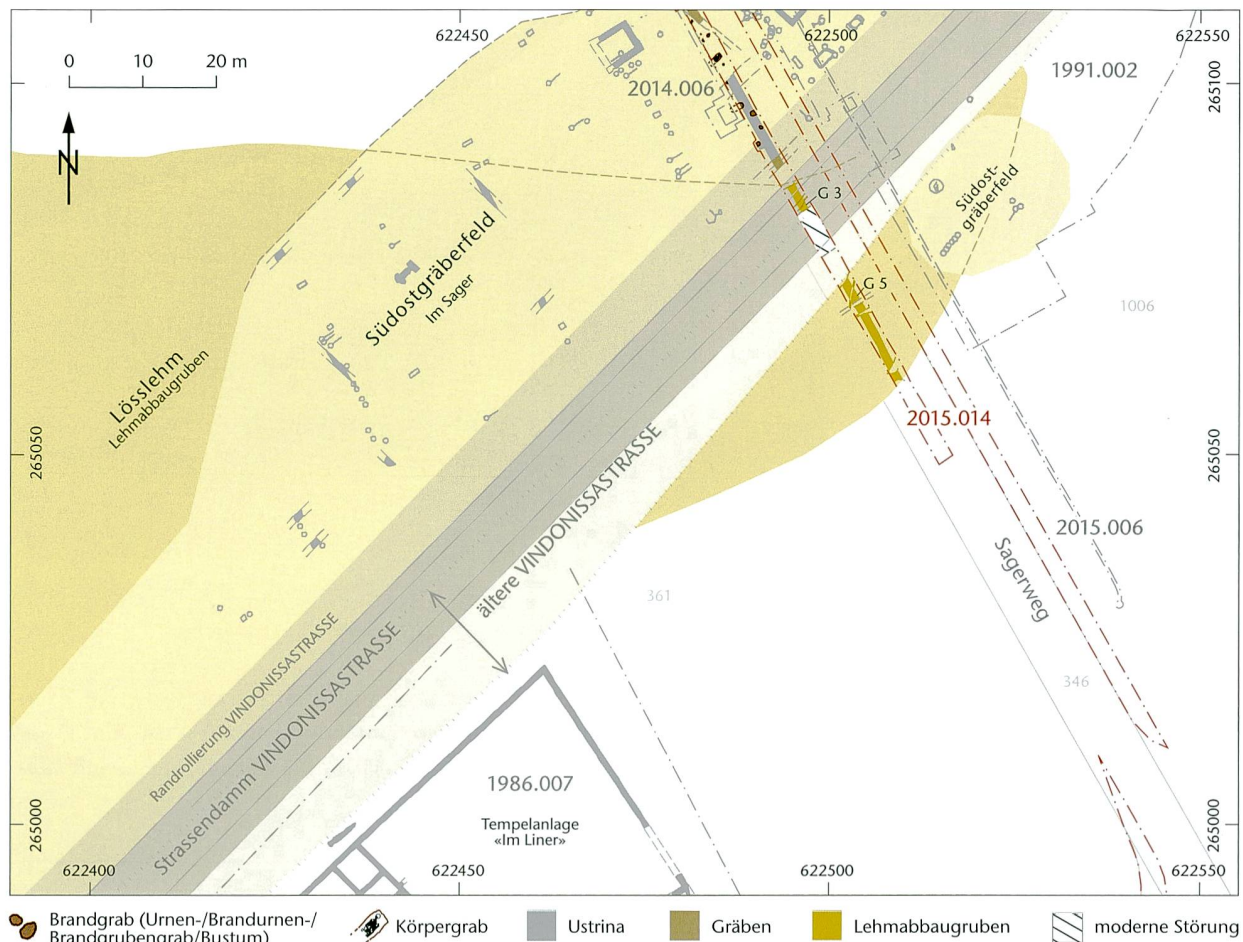 622450
622500
622550
0 10 20 m
2014.006
1991.002
265100
265100
N
G 3
Südost-
gräberfeld
Südostgräberfeld
Im Sager
G 5
1006
Lösslehm
Lehmabbaugruben
2015.014
265050
265050
ältere VINDONISSASTRASSE
2015.006
Sagerweg
361
Randrollierung VINDONISSASTRASSE
Strassendamm VINDONISSASTRASSE
346
1986.007
Tempelanlage
«Im Liner»
265000
265000
622400
622450
622500
622550
Brandgrab (Urnen-/Brandurnen-/
Brandgrubengrab/Bustum)
Körpergrab
Ustrina
Gräben
Lehmabbaugruben
moderne Störung